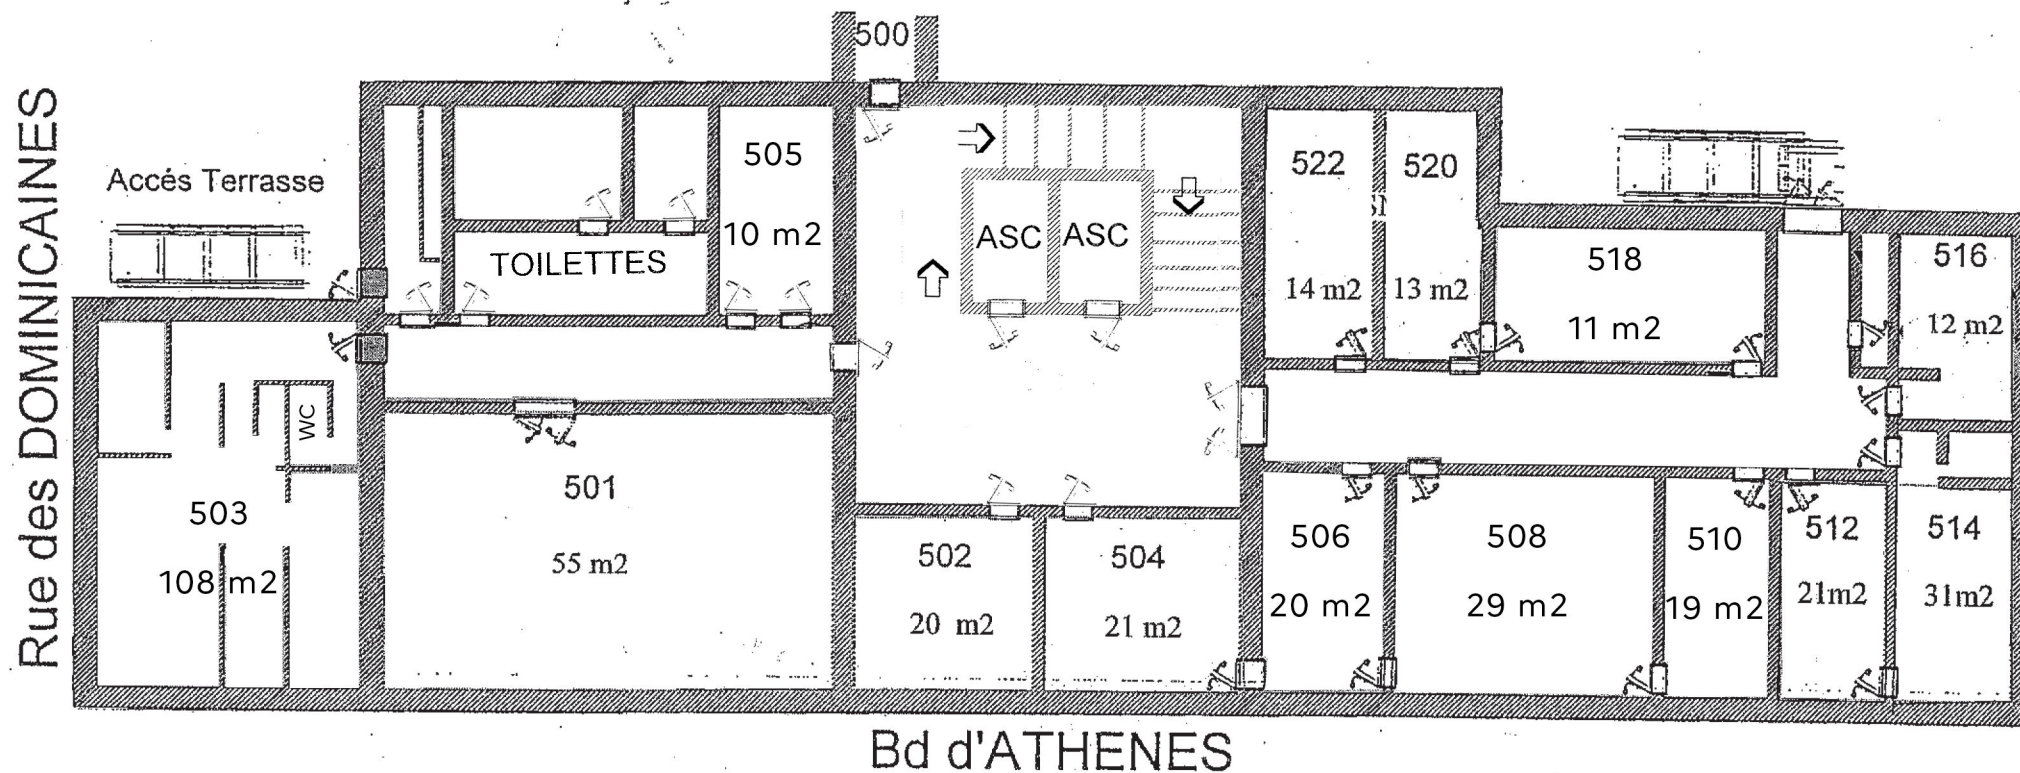 500
Rue des DOMINICAINES
Accés Terrasse
505
10 m2
TOILETTES
ASC
ASC
522
14 m2
520
13 m2
518
11 m2
516
12 m2
WC
503
108 m2
501
55 m2
502
20 m2
504
21 m2
506
20 m2
508
29 m2
510
19 m2
512
21m2
514
31m2
Bd d'ATHENES